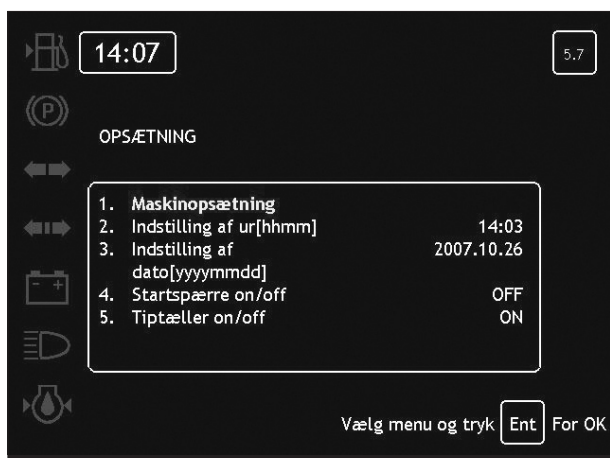 14:07
5.7
(P)
OPSÆTNING
1. Maskinopsætning
2. Indstilling af ur[hhmm] 14:03
3. Indstilling af 2007.10.26
dato[yyyymmdd]
4. Startspærre on/off OFF
5. Tiptæller on/off ON
Vælg menu og tryk Ent For OK